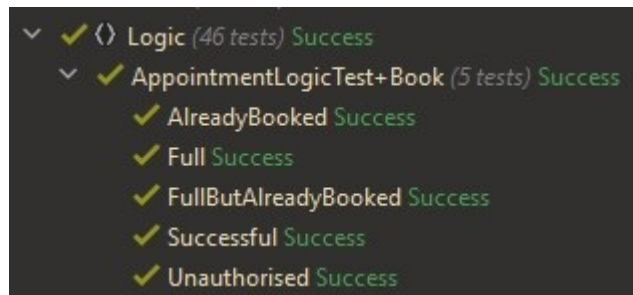 Logic (46 tests) Success
AppointmentLogicTest+Book (5 tests) Success
AlreadyBooked Success
Full Success
FullButAlreadyBooked Success
Successful Success
Unauthorised Success